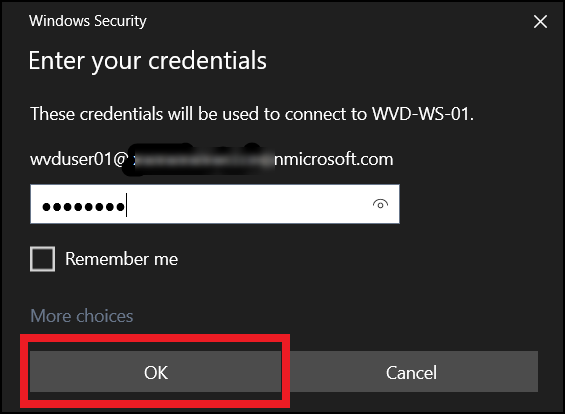 Windows Security
Enter your credentials
These credentials will be used to connect to WVD-WS-01.
wvduser01@ nmicrosoft.com
●●●●●●●●
Remember me
More choices
OK Cancel